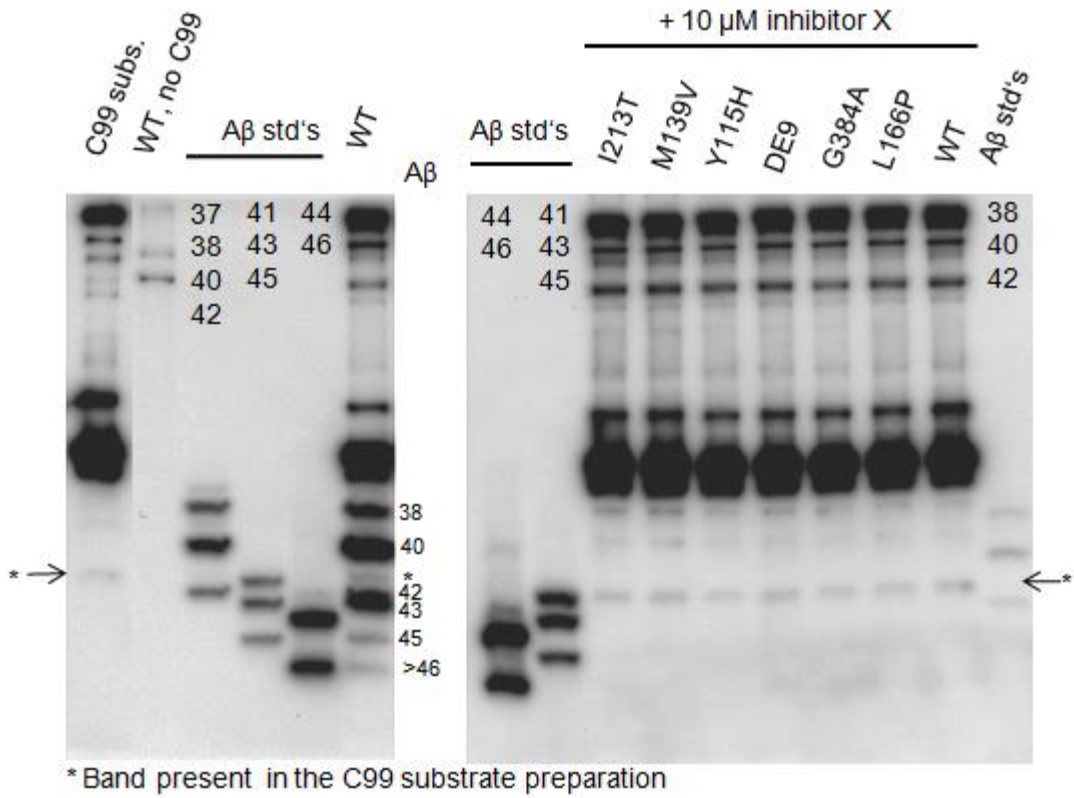 + 10 µM inhibitor X
C99 subs.
WT, no C99
Aβ std's
WT
Aβ
Aβ std's
I213T
M139V
Y115H
DE9
G384A
L166P
WT
Aβ std's
37 41 44
38 43 46
40 45
42
44 41
46 43
45
38
40
42
38
40
*
42
43
45
>46
*
*
* Band present in the C99 substrate preparation